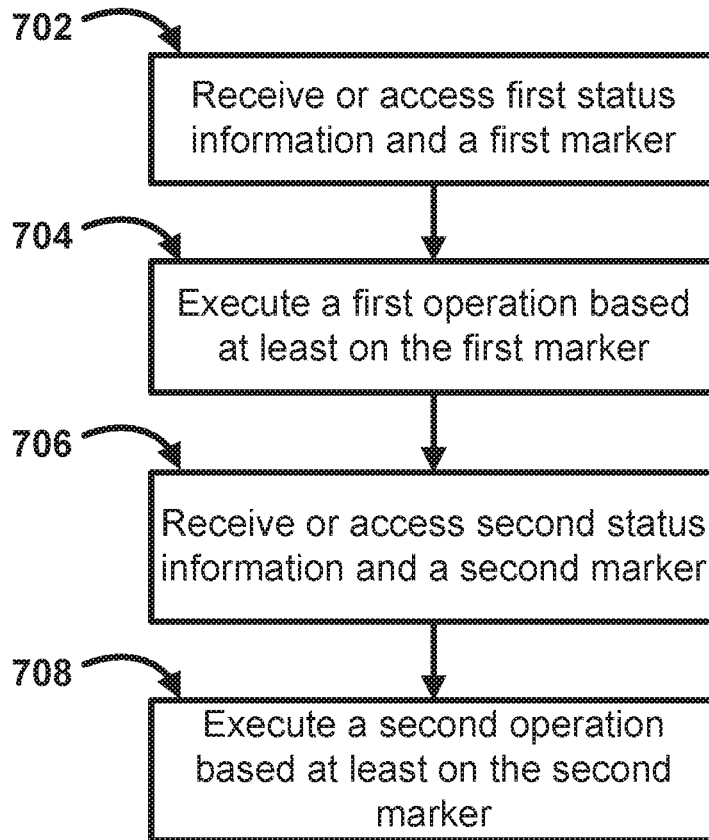 702
Receive or access first status
information and a first marker
704
Execute a first operation based
at least on the first marker
706
Receive or access second status
information and a second marker
708
Execute a second operation
based at least on the second
marker